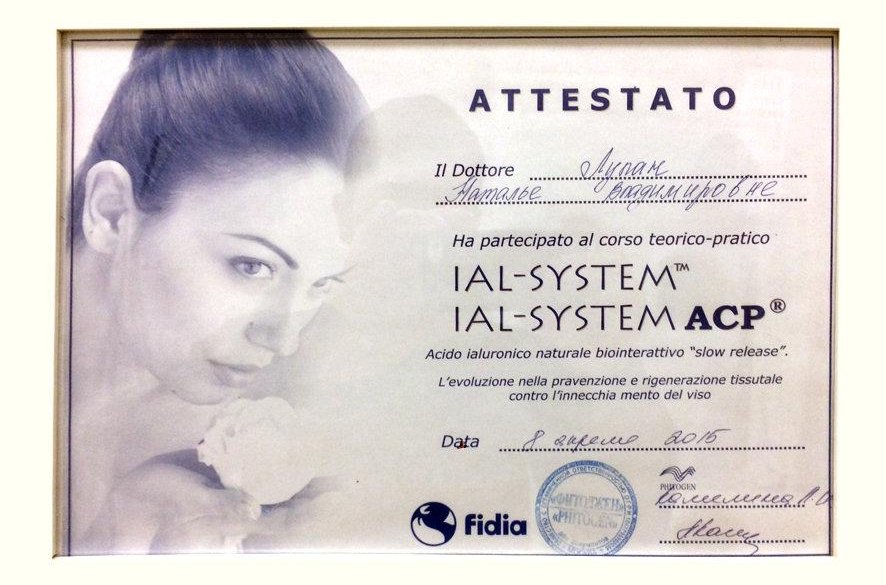 ATTESTATO
Il Dottore Лупан
Наталье Владимировне
Ha partecipato al corso teorico-pratico
IAL-SYSTEM™
IAL-SYSTEM ACP®
Acido ialuronico naturale biointerattivo “slow release”.
L’evoluzione nella pravenzione e rigenerazione tissutale
contro l’innecchia mento del viso
Data 8 апреля 2015
PHITOGEN
fidia
«ФИТОДЖЕН»
«PHITOGEN»